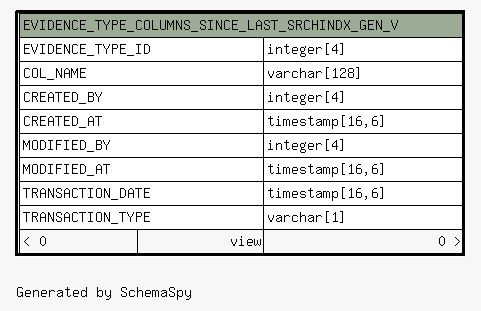 EVIDENCE_TYPE_COLUMNS_SINCE_LAST_SRCHINDX_GEN_V
EVIDENCE_TYPE_ID integer[4]
COL_NAME varchar[128]
CREATED_BY integer[4]
CREATED_AT timestamp[16,6]
MODIFIED_BY integer[4]
MODIFIED_AT timestamp[16,6]
TRANSACTION_DATE timestamp[16,6]
TRANSACTION_TYPE varchar[1]
< 0 view 0 >
Generated by SchemaSpy